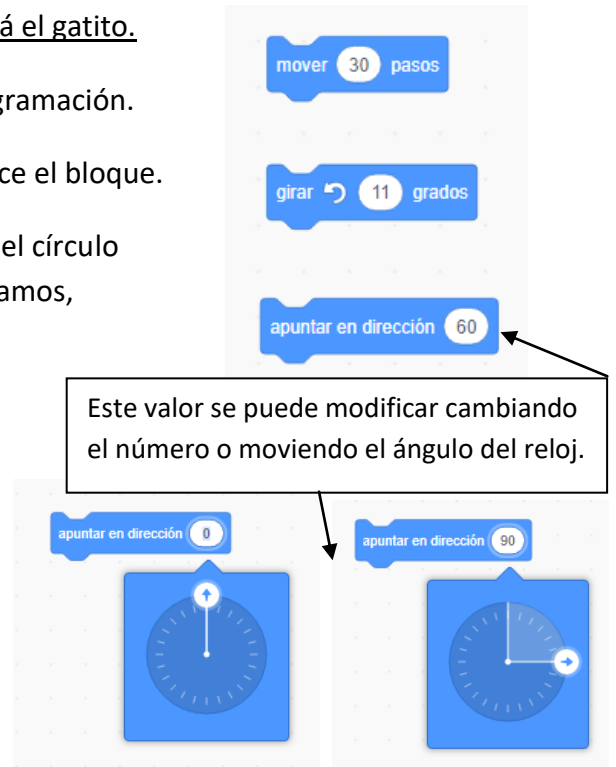 á el gatito.
mover 30 pasos
gramación.
ce el bloque.
girar 11 grados
el círculo
amos,
apuntar en dirección 60
Este valor se puede modificar cambiando
el número o moviendo el ángulo del reloj.
apuntar en dirección 0
apuntar en dirección 90